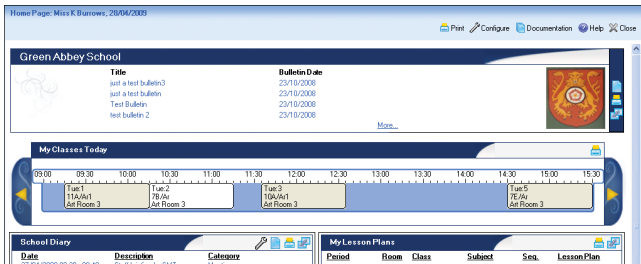 Home Page: Miss K Burrows, 28/04/2009
Print Configure Documentation Help Close
Green Abbey School
Title Bulletin Date
just a test bulletin3 23/10/2008
just a test bulletin 23/10/2008
Test Bulletin 23/10/2008
test bulletin 2 23/10/2008
More...
My Classes Today
09:00 09:30 10:00 10:30 11:00 11:30 12:00 12:30 13:00 13:30 14:00 14:30 15:00 15:30
Tue:1 Tue:2 Tue:3 Tue:5
11A/Ar1 7B/Ar 10A/Ar1 7E/Ar
Art Room 3 Art Room 3 Art Room 3 Art Room 3
School Diary My Lesson Plans
Date Description Category Period Room Class Subject Seq. Lesson Plan